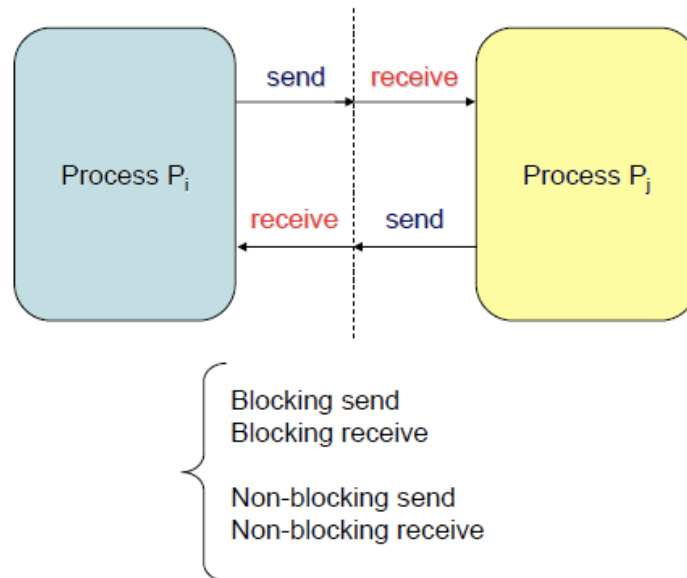 send receive
Process Pᵢ Process Pⱼ
receive send
Blocking send
Blocking receive
Non-blocking send
Non-blocking receive